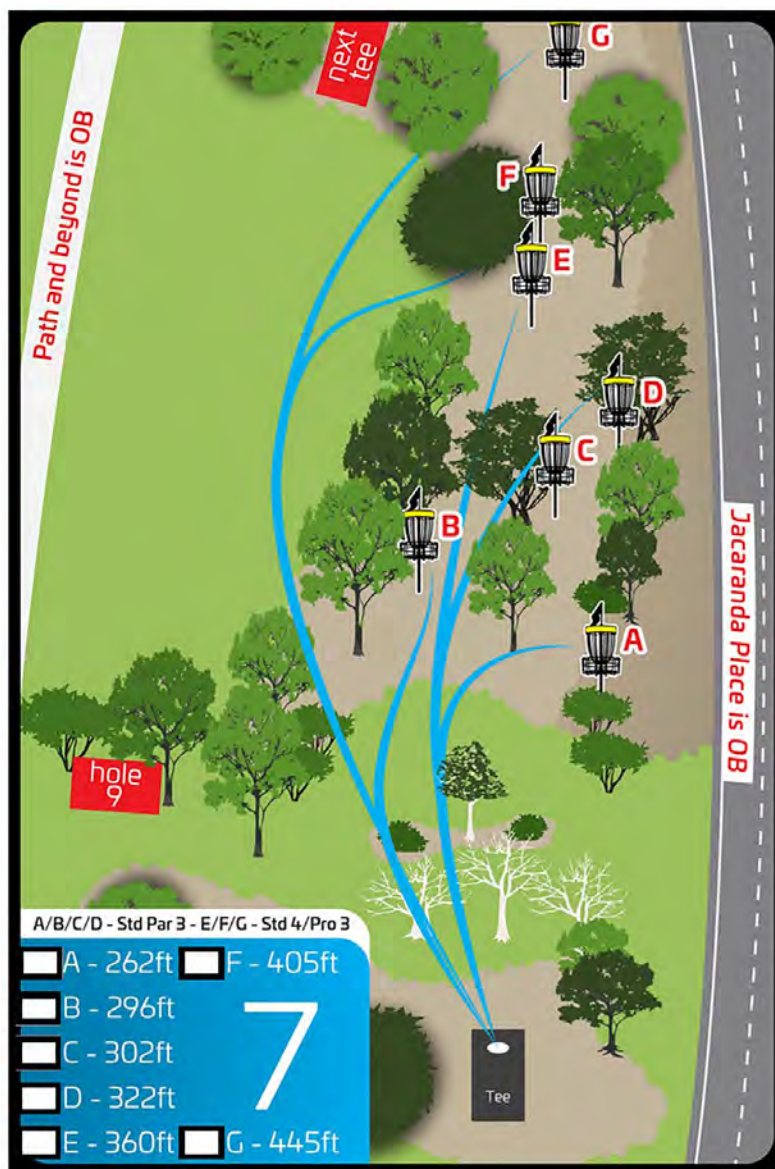 G
next
tee
F
E
Path and beyond is OB
D
C
B
A
Jacaranda Place is OB
hole
9
A/B/C/D - Std Par 3 - E/F/G - Std 4/Pro 3
A - 262ft
F - 405ft
B - 296ft
C - 302ft
D - 322ft
E - 360ft
G - 445ft
7
Tee